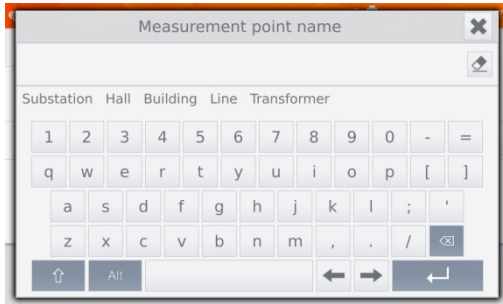 Measurement point name
Substation Hall Building Line Transformer
1 2 3 4 5 6 7 8 9 0 - =
q w e r t y u i o p [ ]
a s d f g h j k l ; '
z x c v b n m , . /
Alt